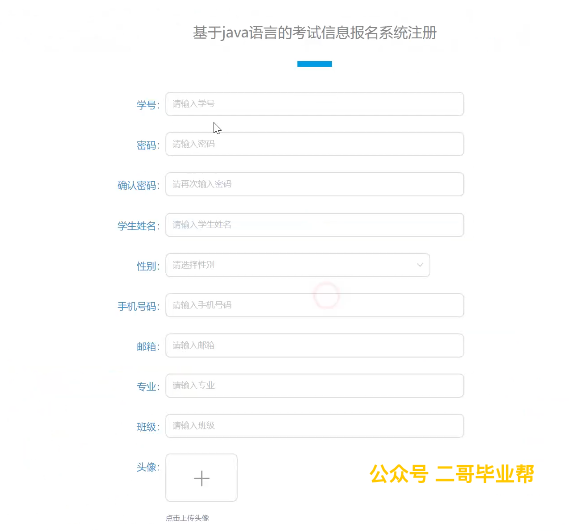 基于java语言的考试信息报名系统注册
学号: 请输入学号
密码: 请输入密码
确认密码: 请再次输入密码
学生姓名: 请输入学生姓名
性别: 请选择性别
手机号码: 请输入手机号码
邮箱: 请输入邮箱
专业: 请输入专业
班级: 请输入班级
头像:
公众号 二哥毕业帮
点击上传头像